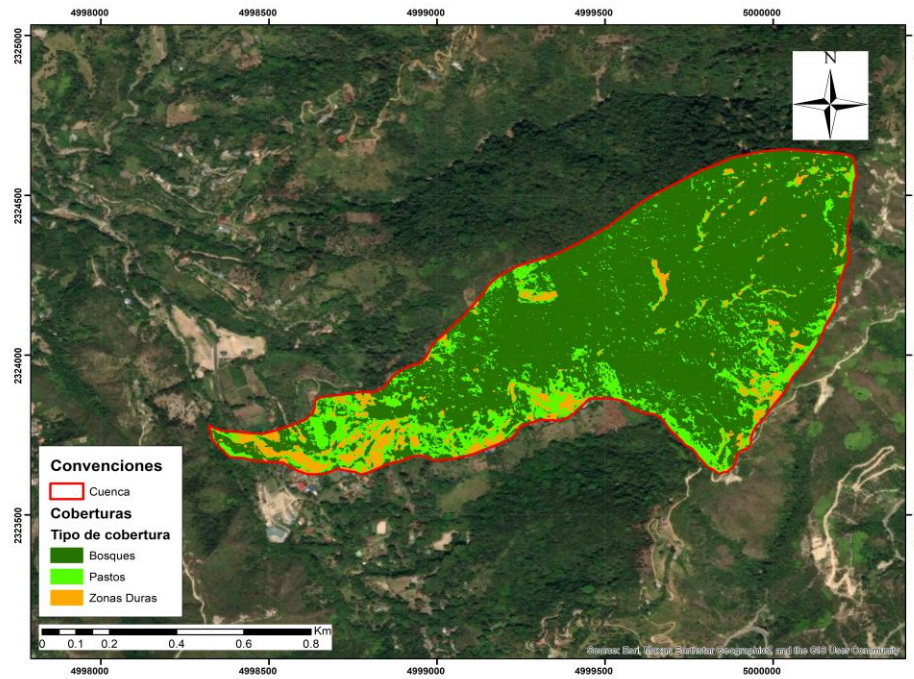 4998000 4998500 4999000 4999500 5000000
2325000
2324500
2324000
2323500
N
Convenciones
Cuenca
Coberturas
Tipo de cobertura
Bosques
Pastos
Zonas Duras
Km
0 0.1 0.2 0.4 0.6 0.8
Source: Esri, Maxar, Earthstar Geographics, and the GIS User Community
4998000 4998500 4999000 4999500 5000000